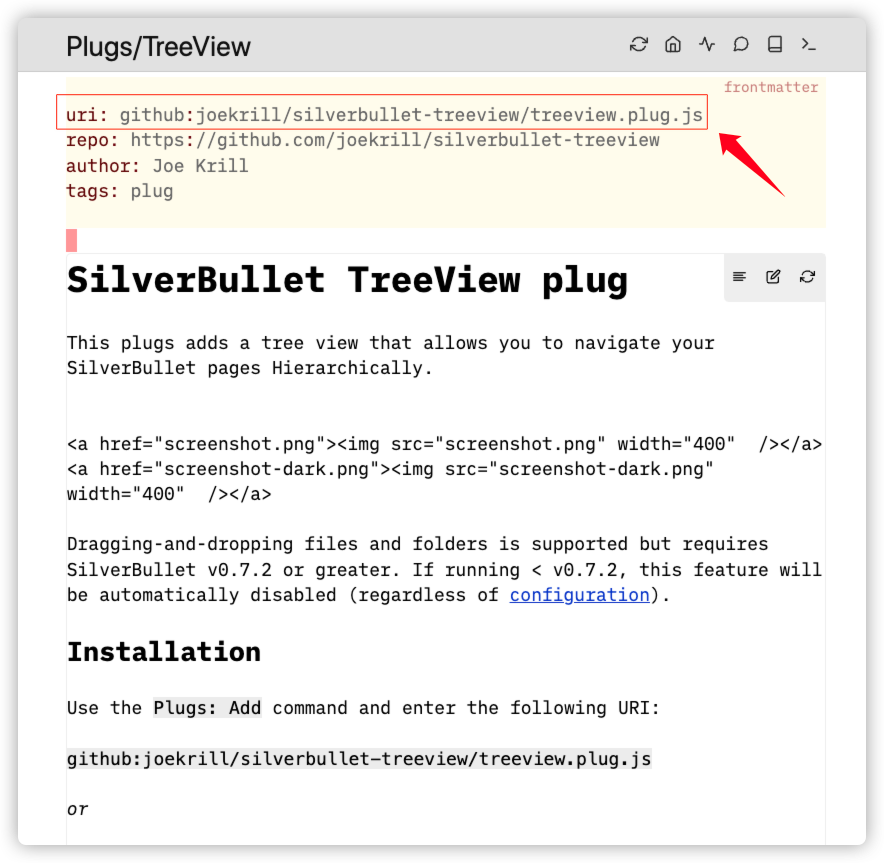 Plugs/TreeView
frontmatter
uri: github:joekrill/silverbullet-treeview/treeview.plug.js
repo: https://github.com/joekrill/silverbullet-treeview
author: Joe Krill
tags: plug
SilverBullet TreeView plug
This plugs adds a tree view that allows you to navigate your
SilverBullet pages Hierarchically.
<a href="screenshot.png"><img src="screenshot.png" width="400"  /></a>
<a href="screenshot-dark.png"><img src="screenshot-dark.png"
width="400"  /></a>
Dragging-and-dropping files and folders is supported but requires
SilverBullet v0.7.2 or greater. If running < v0.7.2, this feature will
be automatically disabled (regardless of configuration).
Installation
Use the Plugs: Add command and enter the following URI:
github:joekrill/silverbullet-treeview/treeview.plug.js
or